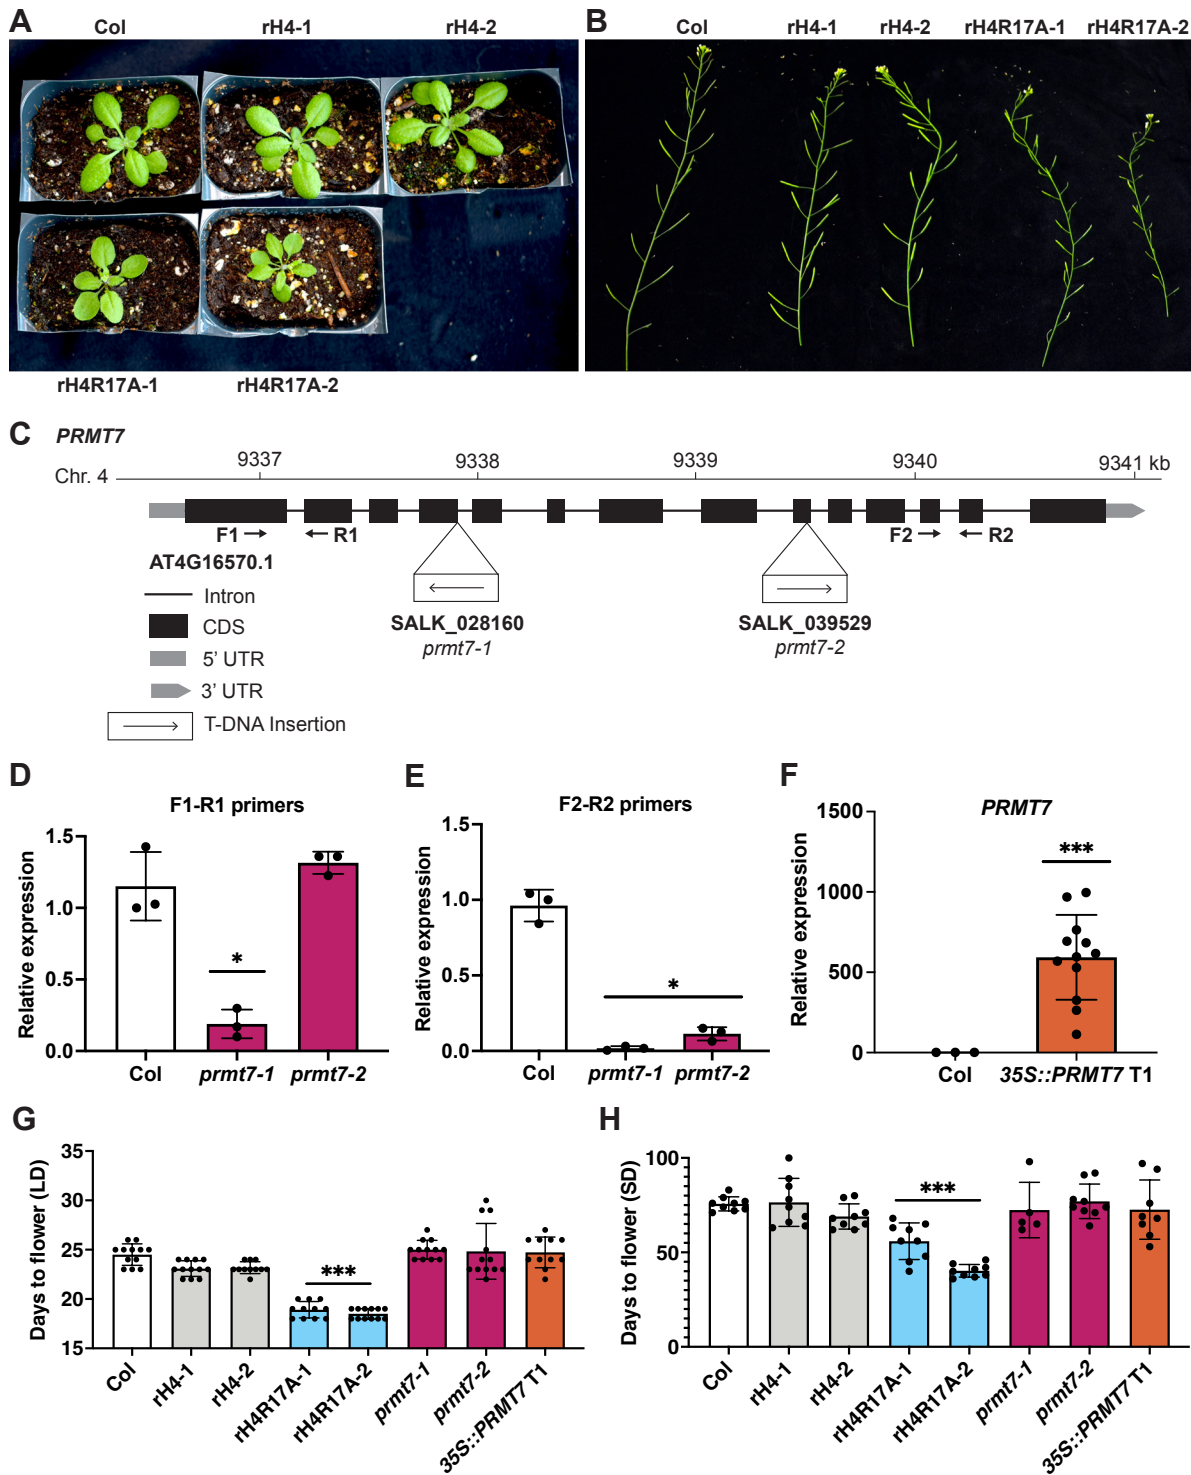 A
Col rH4-1 rH4-2
rH4R17A-1 rH4R17A-2
B
Col rH4-1 rH4-2 rH4R17A-1 rH4R17A-2
C PRMT7
Chr. 4 9337 9338 9339 9340 9341 kb
F1 R1 F2 R2
AT4G16570.1
Intron
CDS
5’ UTR
3’ UTR
T-DNA Insertion
SALK_028160
prmt7-1
SALK_039529
prmt7-2
D
F1-R1 primers
Relative expression
1.5
1.0
0.5
0.0
*
Col prmt7-1 prmt7-2
E
F2-R2 primers
Relative expression
1.5
1.0
0.5
0.0
*
Col prmt7-1 prmt7-2
F
PRMT7
Relative expression
1500
1000
500
0
***
Col 35S::PRMT7 T1
G
Days to flower (LD)
35
30
25
20
15
***
Col rH4-1 rH4-2 rH4R17A-1 rH4R17A-2 prmt7-1 prmt7-2 35S::PRMT7 T1
H
Days to flower (SD)
100
50
0
***
Col rH4-1 rH4-2 rH4R17A-1 rH4R17A-2 prmt7-1 prmt7-2 35S::PRMT7 T1